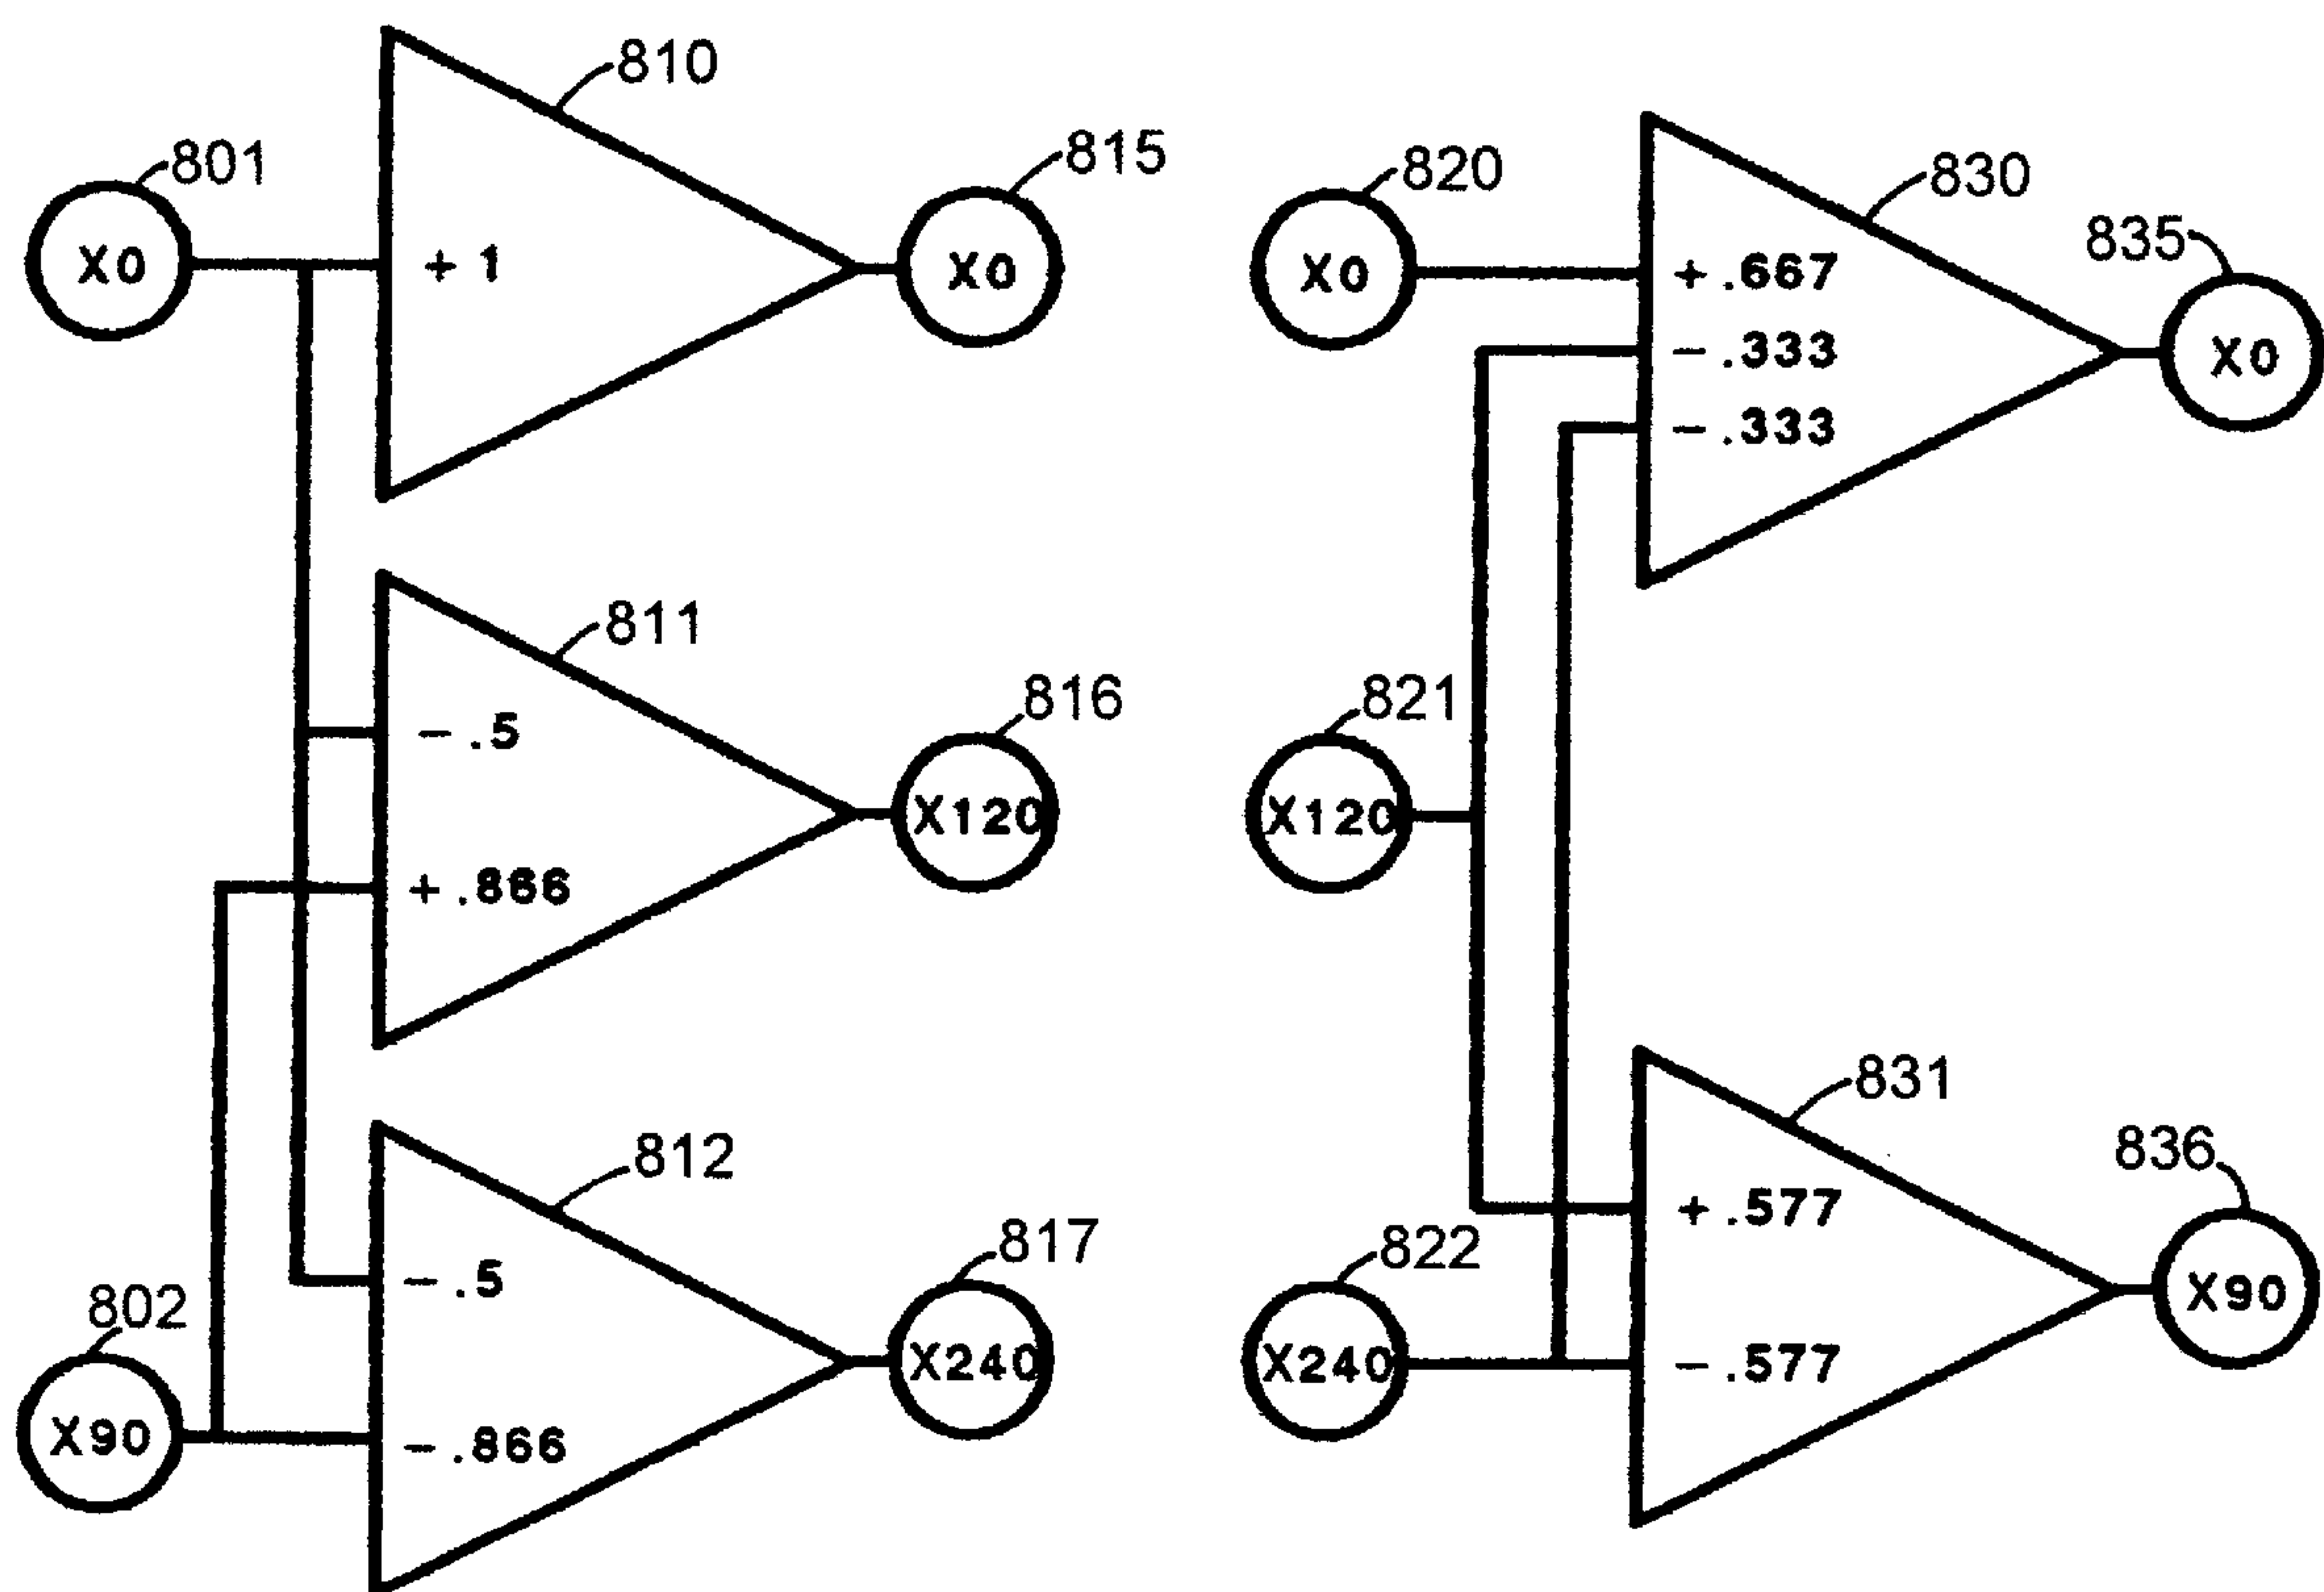 810
801
815
X0
+ 1
X0
811
- .5
816
X120
+ .866
812
817
802
- .5
X240
X90
- .866
820
830
835
X0
+ .667
- .333
- .333
X0
821
X120
831
836
822
+ .577
X90
X240
- .577